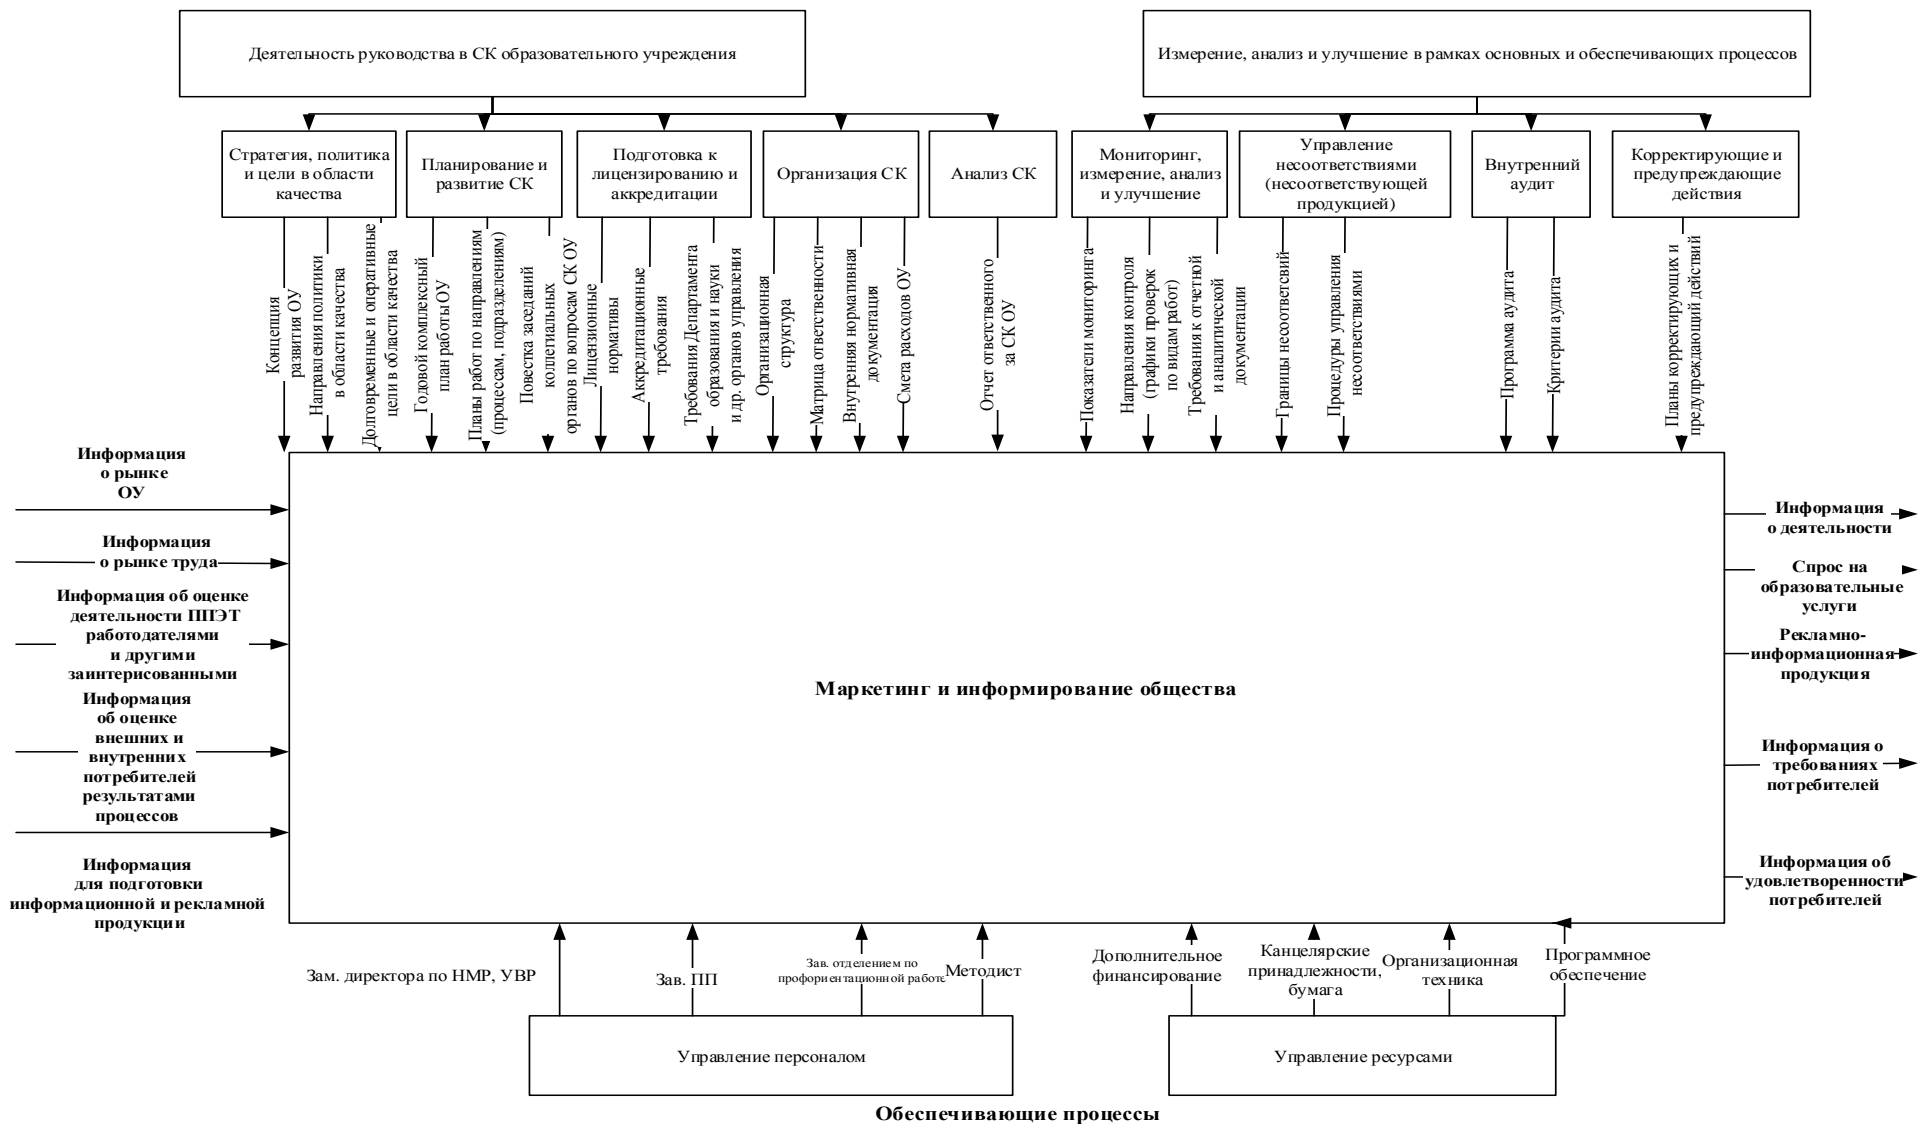 Деятельность руководства в СК образовательного учреждения
Измерение, анализ и улучшение в рамках основных и обеспечивающих процессов
Стратегия, политика
и цели в области
качества
Планирование и
развитие СК
Подготовка к
лицензированию и
аккредитации
Организация СК
Анализ СК
Мониторинг,
измерение, анализ
и улучшение
Управление
несоответствиями
(несоответствующей
продукцией)
Внутренний
аудит
Корректирующие и
предупреждающие
действия
Концепция
развития ОУ
Направления политики
в области качества
Долговременные и оперативные
цели в области качества
Годовой комплексный
план работы ОУ
Планы работ по направлениям
(процессам, подразделениям)
Повестка заседаний
коллегиальных
органов по вопросам СК ОУ
Лицензионные
нормативы
Аккредитационные
требования
Требования Департамента
образования и науки
и др. органов управления
Организационная
структура
Матрица ответственности
Внутренняя нормативная
документация
Смета расходов ОУ
Отчет ответственного
за СК ОУ
Показатели мониторинга
Направления контроля
(графики проверок
по видам работ)
Требования к отчетной
и аналитической
документации
Границы несоответсвий
Процедуры управления
несоответствиями
Программа аудита
Критерии аудита
Планы корректирующих и
предупреждающий действий
Информация
о рынке
ОУ
Информация
о рынке труда
Информация об оценке
деятельности ППЭТ
работодателями
и другими
заинтерисованными
Информация
об оценке
внешних и
внутренних
потребителей
результатами
процессов
Информация
для подготовки
информационной и рекламной
продукции
Маркетинг и информирование общества
Информация
о деятельности
Спрос на
образовательные
услуги
Рекламно-
информационная
продукция
Информация о
требованиях
потребителей
Информация об
удовлетворенности
потребителей
Зам. директора по НМР, УВР
Зав. ПП
Зав. отделением по
профориентационной работе
Методист
Дополнительное
финансирование
Канцелярские
принадлежности,
бумага
Организационная
техника
Программное
обеспечение
Управление персоналом
Управление ресурсами
Обеспечивающие процессы